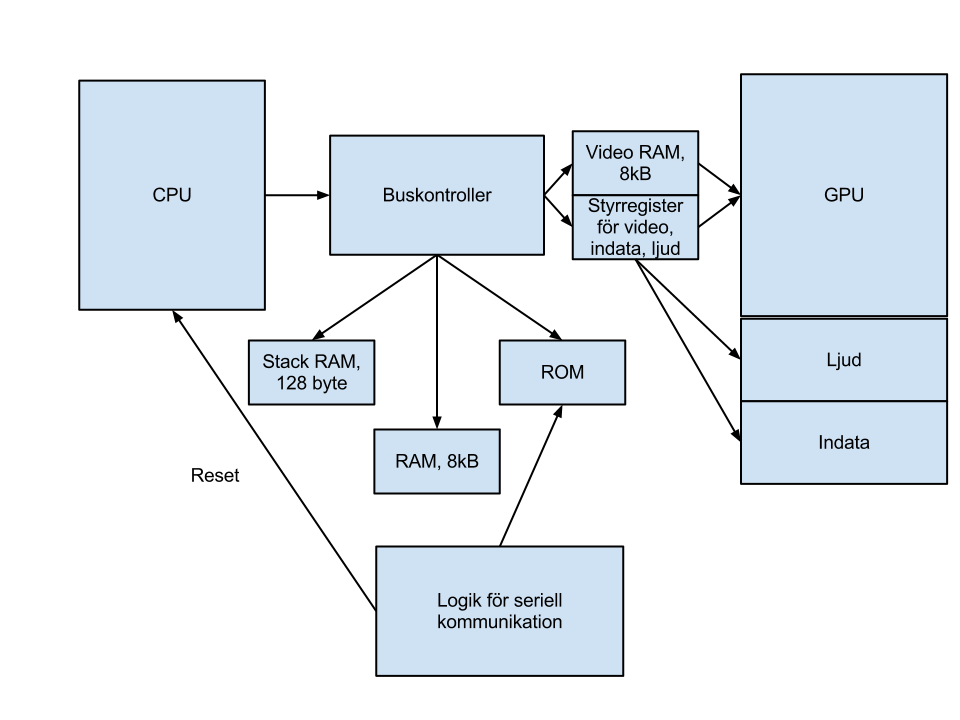 CPU
Buskontroller
Video RAM,
8kB
Styrregister
för video,
indata, ljud
GPU
Stack RAM,
128 byte
ROM
Ljud
RAM, 8kB
Indata
Reset
Logik för seriell
kommunikation